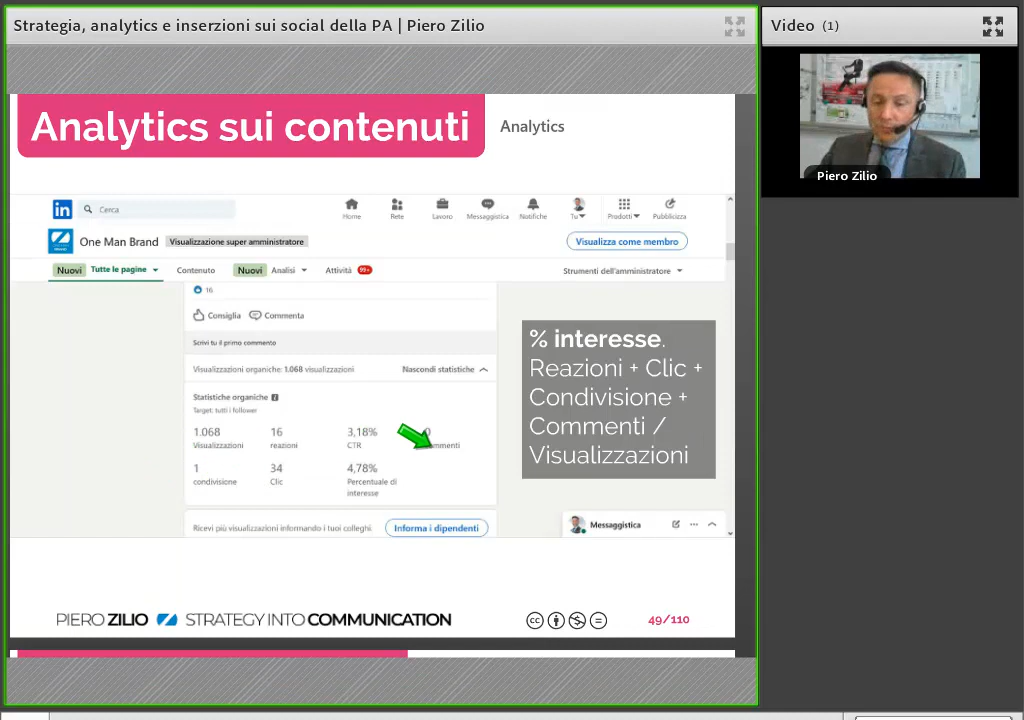 Strategia, analytics e inserzioni sui social della PA | Piero Zilio
Video (1)
Piero Zilio
Analytics sui contenuti
Analytics
in
Cerca
Home
Rete
Lavoro
Messaggistica
Notifiche
Tu
Prodotti
Pubblicizza
One Man Brand
Visualizzazione super amministratore
Visualizza come membro
Nuovi
Tutte le pagine
Contenuto
Nuovi
Analisi
Attività
99+
Strumenti dell'amministratore
16
Consiglia
Commenta
Scrivi tu il primo commento
Visualizzazioni organiche: 1.068 visualizzazioni
Nascondi statistiche
Statistiche organiche
Target: tutti i follower
1.068
16
3,18%
0
Visualizzazioni
reazioni
CTR
mmenti
1
34
4,78%
condivisione
Clic
Percentuale di
interesse
Ricevi più visualizzazioni informando i tuoi colleghi.
Informa i dipendenti
% interesse.
Reazioni + Clic +
Condivisione +
Commenti /
Visualizzazioni
Messaggistica
PIERO ZILIO
STRATEGY INTO COMMUNICATION
cc
49/110